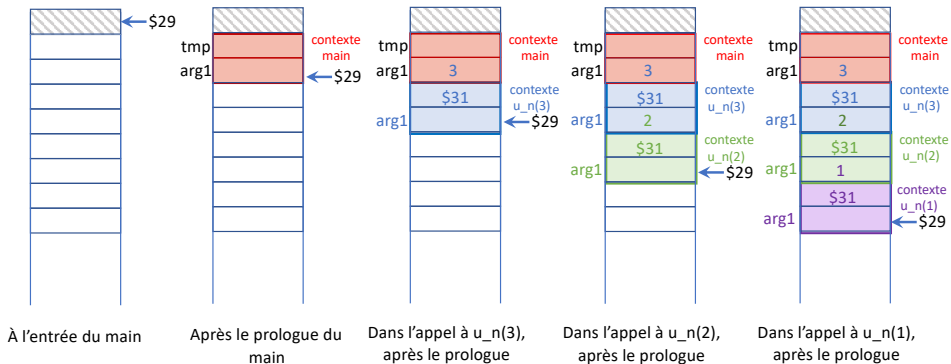 $29
À l'entrée du main
tmp
arg1
contexte
main
$29
Après le prologue du
main
tmp
arg1
3
contexte
main
$31
arg1
contexte
u_n(3)
$29
Dans l'appel à u_n(3),
après le prologue
tmp
arg1
3
contexte
main
$31
arg1
2
contexte
u_n(3)
$31
arg1
contexte
u_n(2)
$29
Dans l'appel à u_n(2),
après le prologue
tmp
arg1
3
contexte
main
$31
arg1
2
contexte
u_n(3)
$31
arg1
1
contexte
u_n(2)
$31
arg1
contexte
u_n(1)
$29
Dans l'appel à u_n(1),
après le prologue